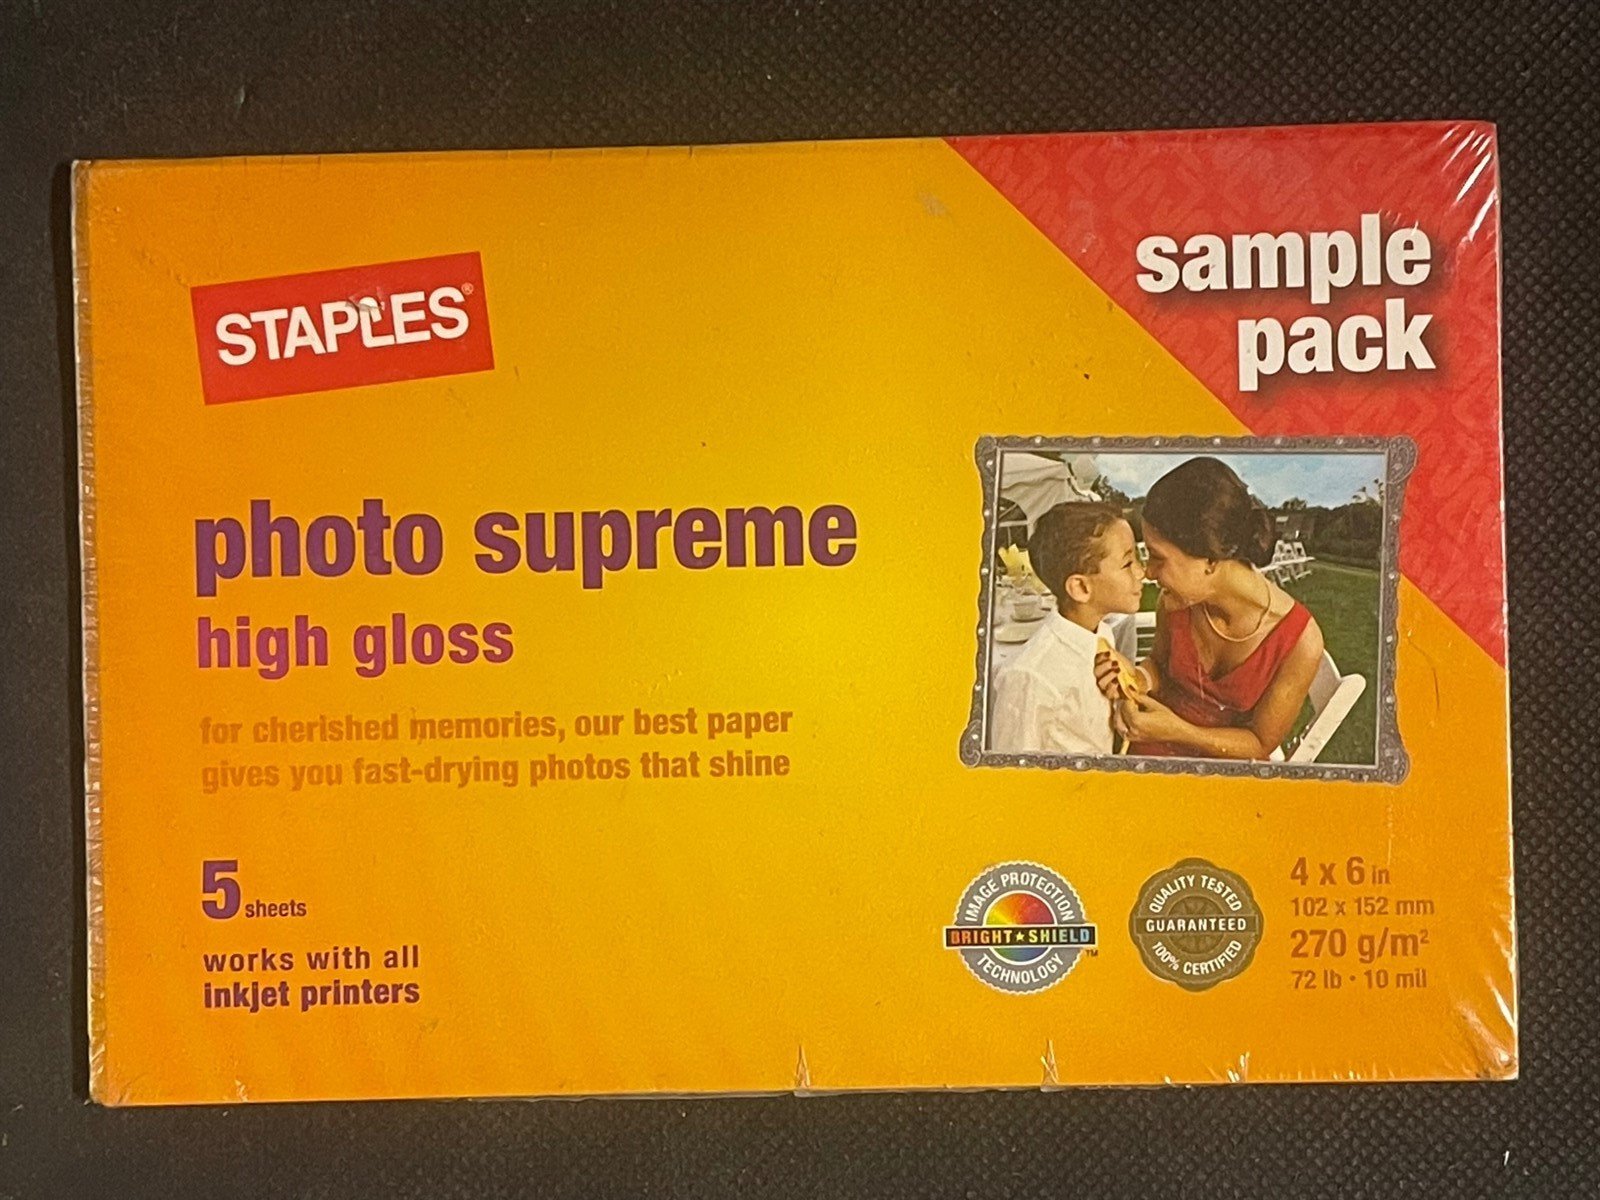 sample
pack
STAPLES®
photo supreme
high gloss
for cherished memories, our best paper
gives you fast-drying photos that shine
5 sheets
works with all
inkjet printers
IMAGE PROTECTION
BRIGHT★SHIELD™
TECHNOLOGY
QUALITY TESTED
GUARANTEED
100% CERTIFIED
4 x 6 in
102 x 152 mm
270 g/m²
72 lb • 10 mil